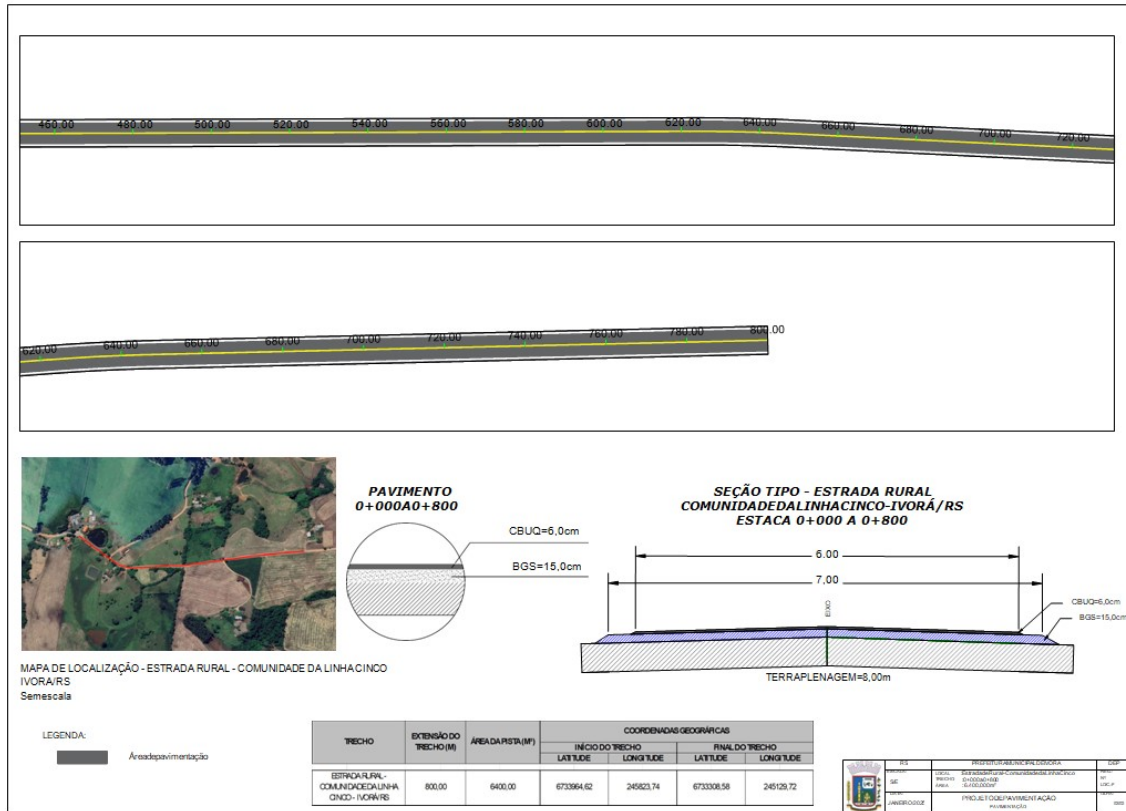 460.00 480.00 500.00 520.00 540.00 560.00 580.00 600.00 620.00 640.00 660.00 680.00 700.00 720.00
620.00 640.00 660.00 680.00 700.00 720.00 740.00 760.00 780.00 800.00
PAVIMENTO
0+000A0+800
CBUQ=6,0cm
BGS=15,0cm
SEÇÃO TIPO - ESTRADA RURAL
COMUNIDADEDALINHACINCO-IVORÁ/RS
ESTACA 0+000 A 0+800
6.00
7,00
EIXO
CBUQ=6,0cm
BGS=15,0cm
TERRAPLENAGEM=8,00m
MAPA DE LOCALIZAÇÃO - ESTRADA RURAL - COMUNIDADE DA LINHA CINCO
IVORA/RS
Semescala
LEGENDA:
Áreadepavimentação
TRECHO
EXTENSÃO DO
TRECHO (M)
ÁREA DA PISTA (M²)
COORDENADAS GEOGRÁFICAS
INÍCIO DO TRECHO
FINAL DO TRECHO
LATITUDE LONGITUDE LATITUDE LONGITUDE
ESTRADA RURAL -
COMUNIDADE DA LINHA
CINCO - IVORÁ/RS
800,00 6400,00 6733964,62 245823,74 6733308,58 245129,72
RS